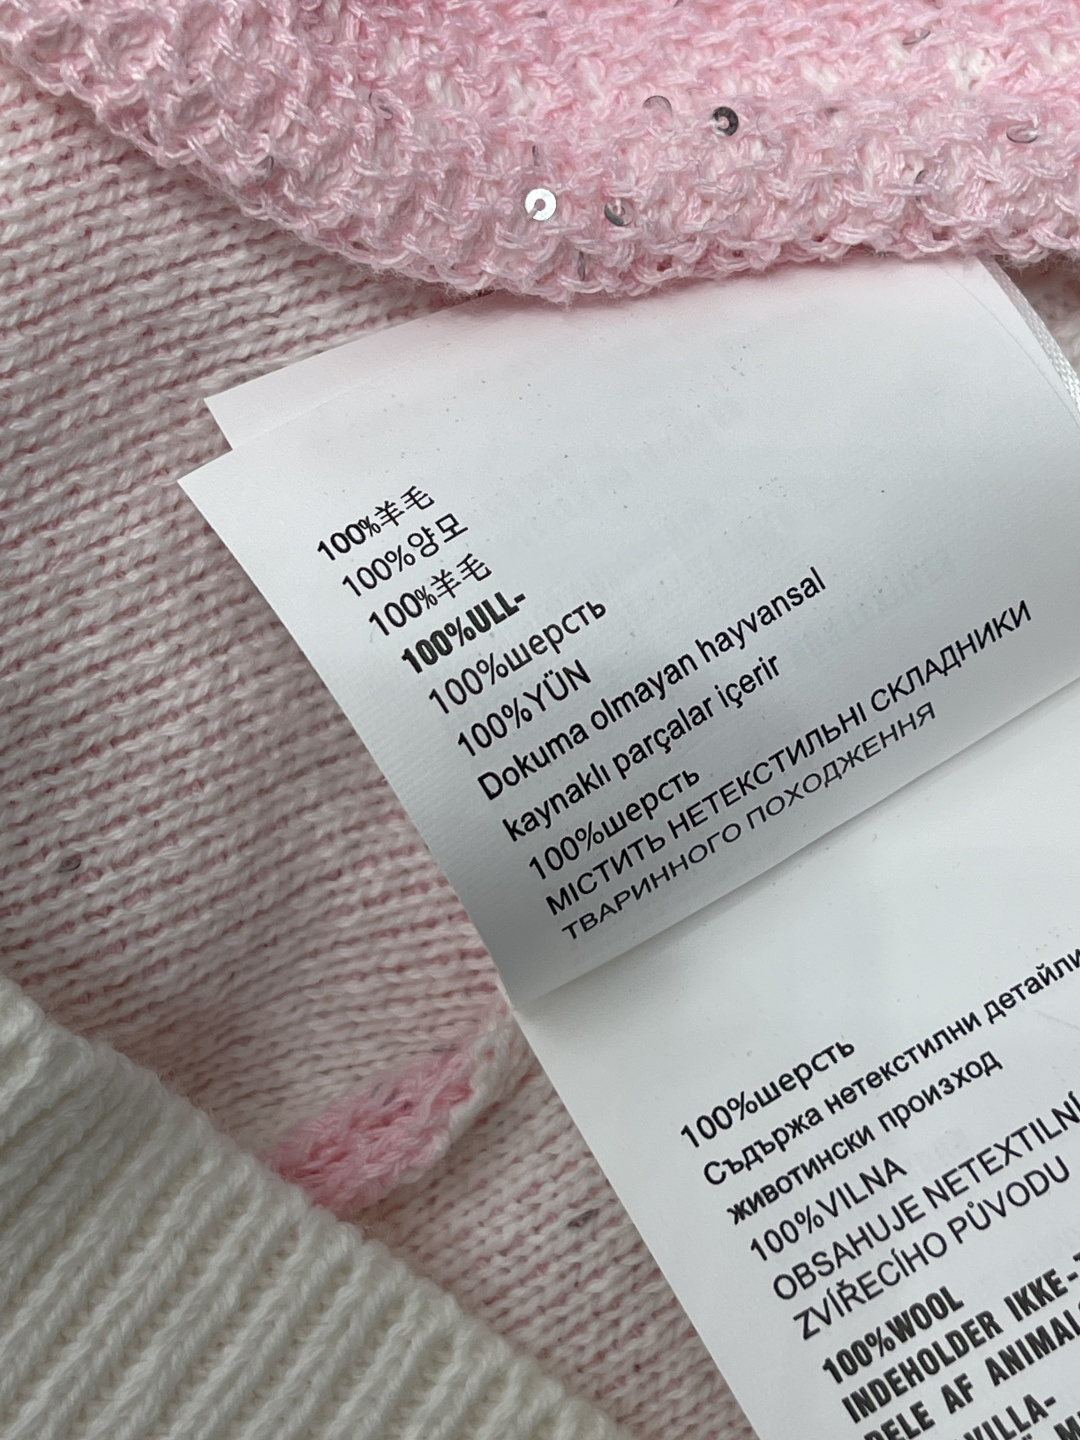 100%羊毛
100%양모
100%羊毛
100%ULL-
100%шерсть
100%YÜN
Dokuma olmayan hayvansal
kaynaklı parçalar içerir
100%шерсть
МІСТИТЬ НЕТЕКСТИЛЬНІ СКЛАДНИКИ
ТВАРИННОГО ПОХОДЖЕННЯ
100%шерсть
Съдържа нетекстилни детайли
животински произход
100%VILNA
OBSAHUJE NETEXTILNÍ
ZVÍŘECÍHO PŮVODU
100%WOOL
INDEHOLDER IKKE-
DELE AF